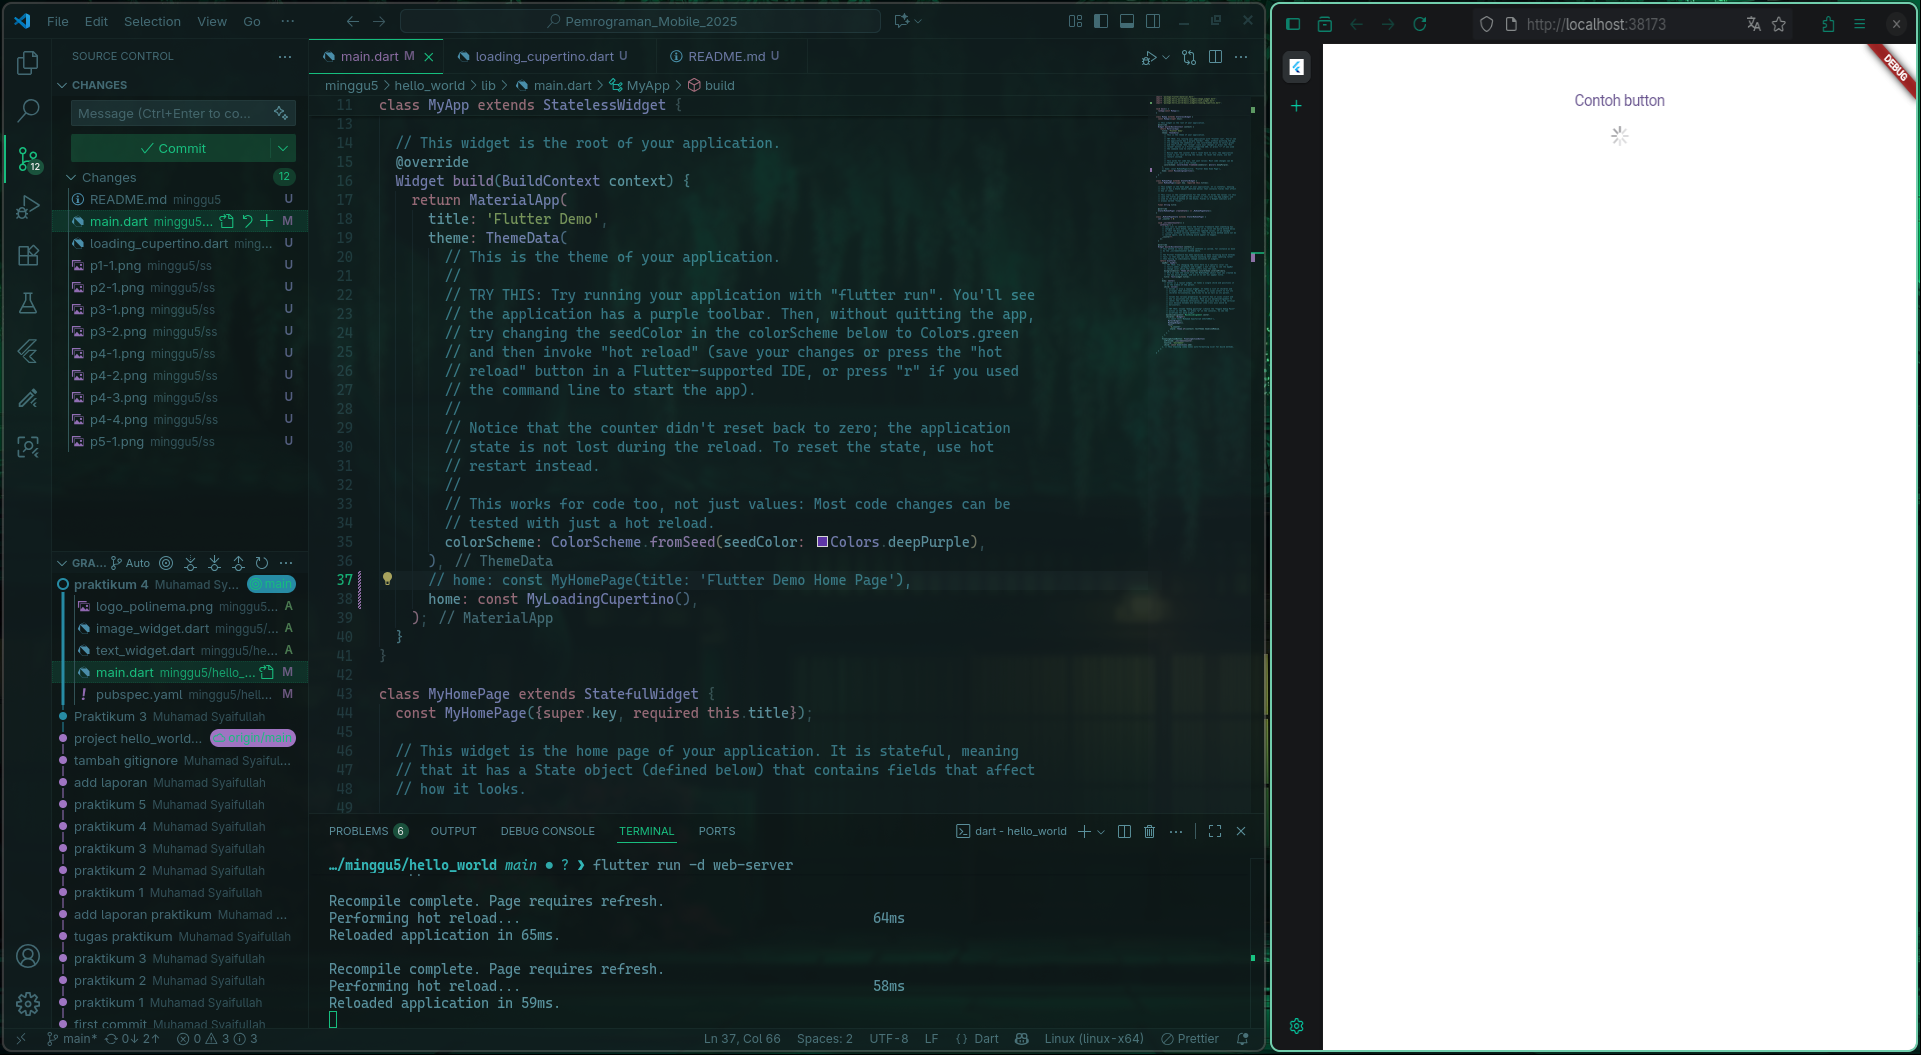 File Edit Selection View Go ··· Pemrograman_Mobile_2025
SOURCE CONTROL
CHANGES
Message (Ctrl+Enter to co...
Commit
Changes 12
README.md minggu5 U
main.dart minggu5... M
loading_cupertino.dart ming... U
p1-1.png minggu5/ss U
p2-1.png minggu5/ss U
p3-1.png minggu5/ss U
p3-2.png minggu5/ss U
p4-1.png minggu5/ss U
p4-2.png minggu5/ss U
p4-3.png minggu5/ss U
p4-4.png minggu5/ss U
p5-1.png minggu5/ss U
12
GRA... Auto
praktikum 4 Muhamad Sy... main
logo_polinema.png minggu5... A
image_widget.dart minggu5/... A
text_widget.dart minggu5/he... A
main.dart minggu5/hello_... M
! pubspec.yaml minggu5/hell... M
Praktikum 3 Muhamad Syaifullah
project hello_world...
tambah gitignore Muhamad Syaiful...
add laporan Muhamad Syaifullah
praktikum 5 Muhamad Syaifullah
praktikum 4 Muhamad Syaifullah
praktikum 3 Muhamad Syaifullah
praktikum 2 Muhamad Syaifullah
praktikum 1 Muhamad Syaifullah
add laporan praktikum Muhamad ...
tugas praktikum Muhamad Syaifullah
praktikum 3 Muhamad Syaifullah
praktikum 2 Muhamad Syaifullah
praktikum 1 Muhamad Syaifullah
first commit Muhamad Syaifullah
main.dart M loading_cupertino.dart U README.md U
minggu5 > hello_world > lib > main.dart > MyApp > build
11 class MyApp extends StatelessWidget {
13
14 // This widget is the root of your application.
15 @override
16 Widget build(BuildContext context) {
17 return MaterialApp(
18 title: 'Flutter Demo',
19 theme: ThemeData(
20 // This is the theme of your application.
21 //
22 // TRY THIS: Try running your application with "flutter run". You'll see
23 // the application has a purple toolbar. Then, without quitting the app,
24 // try changing the seedColor in the colorScheme below to Colors.green
25 // and then invoke "hot reload" (save your changes or press the "hot
26 // reload" button in a Flutter-supported IDE, or press "r" if you used
27 // the command line to start the app).
28 //
29 // Notice that the counter didn't reset back to zero; the application
30 // state is not lost during the reload. To reset the state, use hot
31 // restart instead.
32 //
33 // This works for code too, not just values: Most code changes can be
34 // tested with just a hot reload.
35 colorScheme: ColorScheme.fromSeed(seedColor: Colors.deepPurple),
36 ), // ThemeData
37 // home: const MyHomePage(title: 'Flutter Demo Home Page'),
38 home: const MyLoadingCupertino(),
39 ); // MaterialApp
40 }
41 }
42
43 class MyHomePage extends StatefulWidget {
44 const MyHomePage({super.key, required this.title});
45
46 // This widget is the home page of your application. It is stateful, meaning
47 // that it has a State object (defined below) that contains fields that affect
48 // how it looks.
49
PROBLEMS 6 OUTPUT DEBUG CONSOLE TERMINAL PORTS dart - hello_world
…/minggu5/hello_world main ● ? ❯ flutter run -d web-server
Recompile complete. Page requires refresh.
Performing hot reload... 64ms
Reloaded application in 65ms.
Recompile complete. Page requires refresh.
Performing hot reload... 58ms
Reloaded application in 59ms.
main* 0↓ 2↑ 0 3 3 Ln 37, Col 66 Spaces: 2 UTF-8 LF {} Dart Linux (linux-x64) Prettier
http://localhost:38173
DEBUG
Contoh button